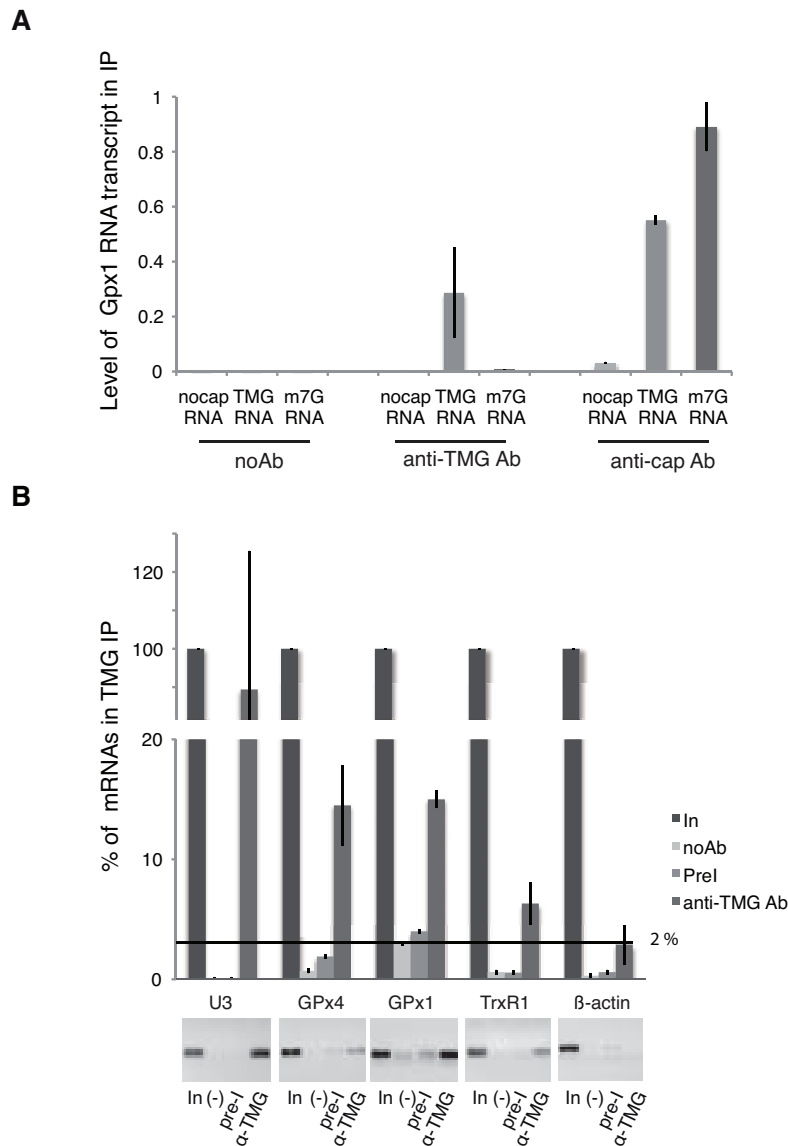 A
Level of Gpx1 RNA transcript in IP
1
0.8
0.6
0.4
0.2
0
nocap TMG m7G
RNA RNA RNA
noAb
nocap TMG m7G
RNA RNA RNA
anti-TMG Ab
nocap TMG m7G
RNA RNA RNA
anti-cap Ab
B
% of mRNAs in TMG IP
120
100
20
10
0
2 %
In
noAb
PreI
anti-TMG Ab
U3 GPx4 GPx1 TrxR1 ß-actin
In (-) pre-I α-TMG
In (-) pre-I α-TMG
In (-) pre-I α-TMG
In (-) pre-I α-TMG
In (-) pre-I α-TMG